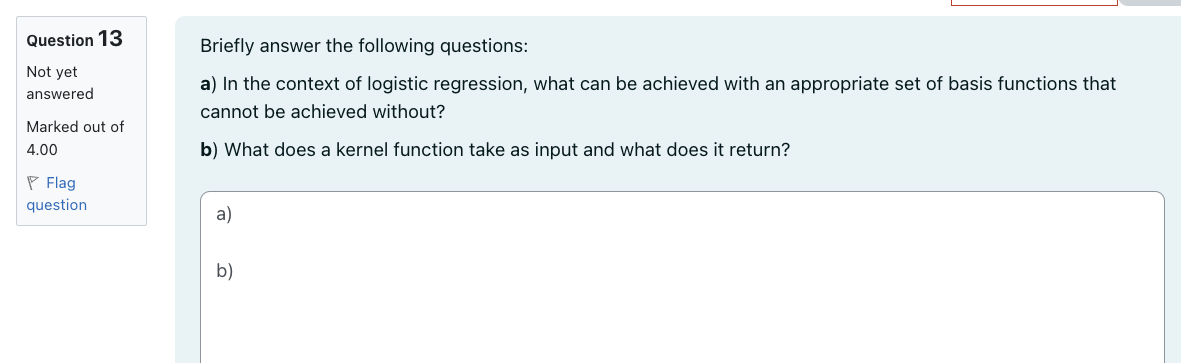 Question 13
Not yet
answered
Marked out of
4.00
Flag
question
Briefly answer the following questions:
a) In the context of logistic regression, what can be achieved with an appropriate set of basis functions that
cannot be achieved without?
b) What does a kernel function take as input and what does it return?
a)
b)